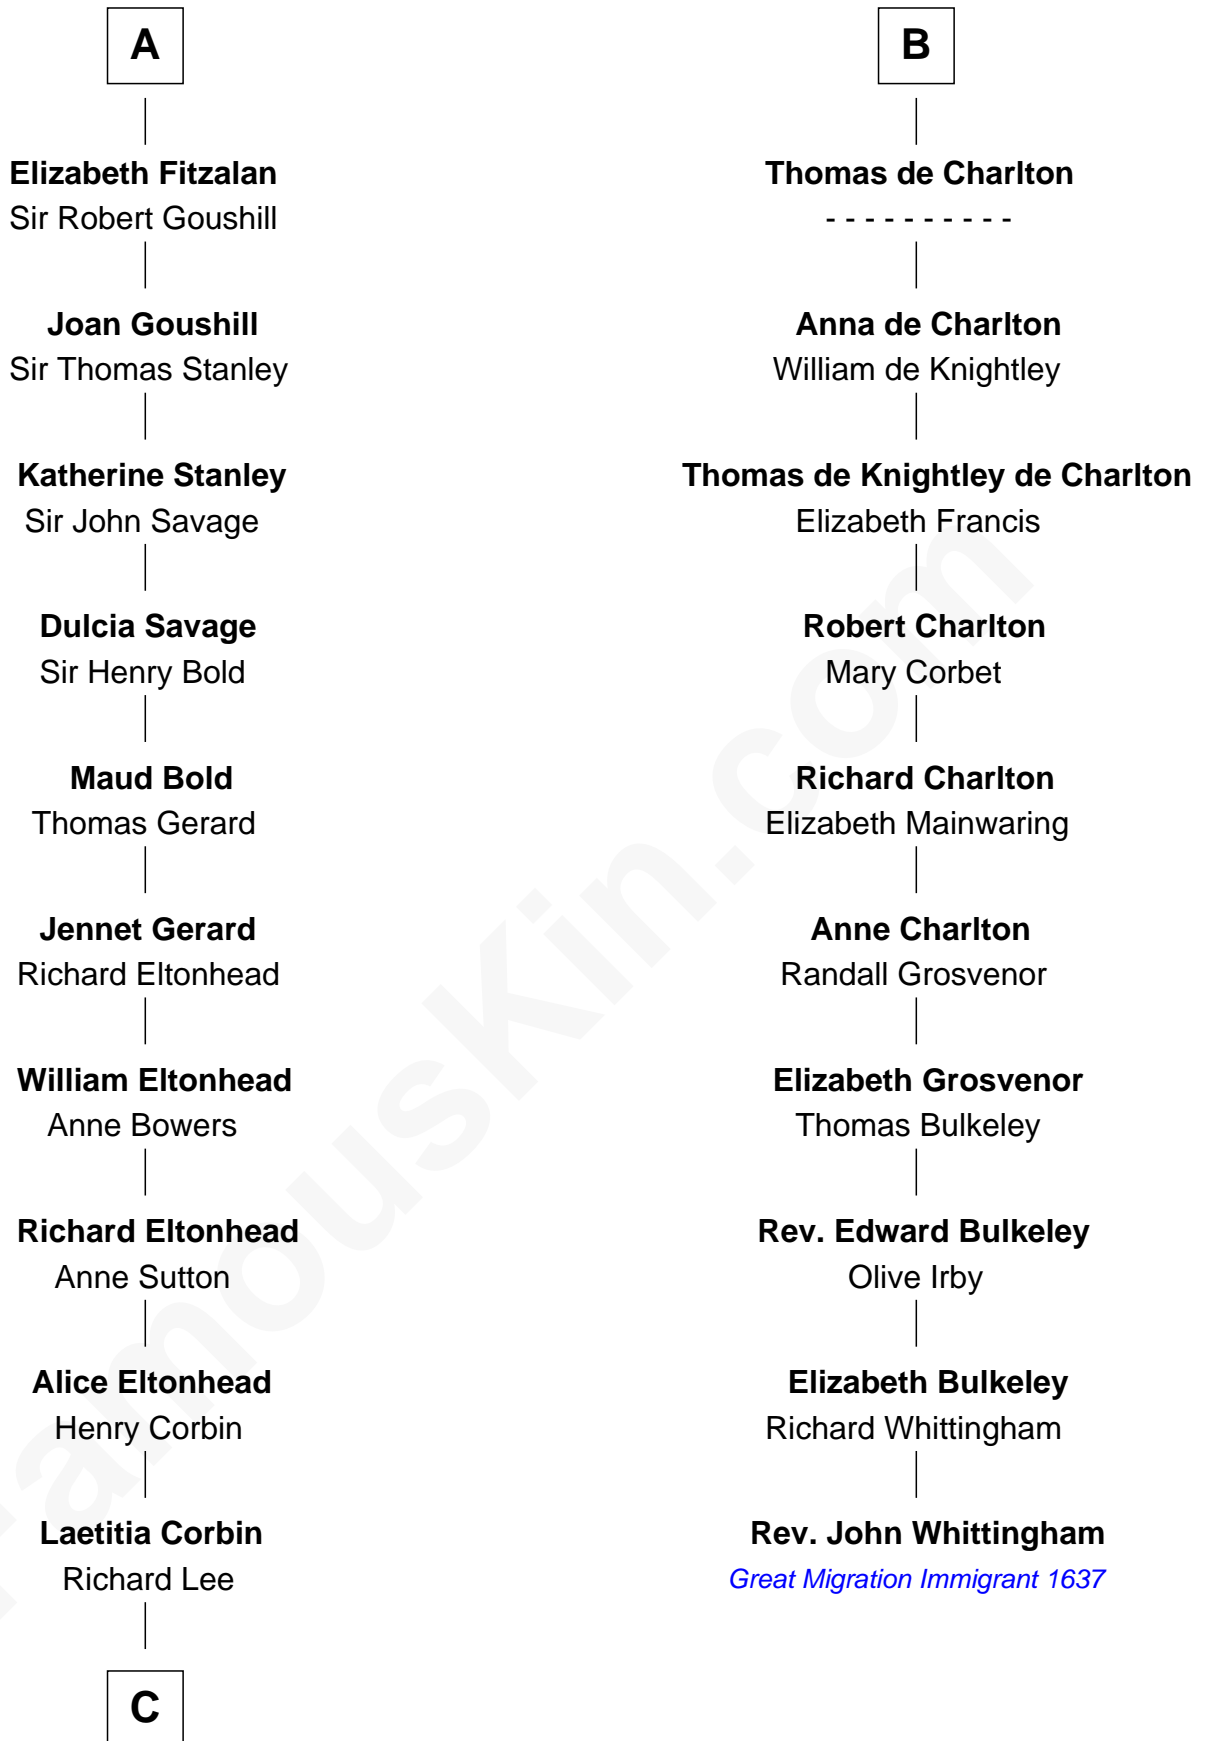 A
Elizabeth Fitzalan
Sir Robert Goushill
Joan Goushill
Sir Thomas Stanley
Katherine Stanley
Sir John Savage
Dulcia Savage
Sir Henry Bold
Maud Bold
Thomas Gerard
Jennet Gerard
Richard Eltonhead
William Eltonhead
Anne Bowers
Richard Eltonhead
Anne Sutton
Alice Eltonhead
Henry Corbin
Laetitia Corbin
Richard Lee
C
B
Thomas de Charlton
- - - - - - - - - -
Anna de Charlton
William de Knightley
Thomas de Knightley de Charlton
Elizabeth Francis
Robert Charlton
Mary Corbet
Richard Charlton
Elizabeth Mainwaring
Anne Charlton
Randall Grosvenor
Elizabeth Grosvenor
Thomas Bulkeley
Rev. Edward Bulkeley
Olive Irby
Elizabeth Bulkeley
Richard Whittingham
Rev. John Whittingham
Great Migration Immigrant 1637
FamousKin.com